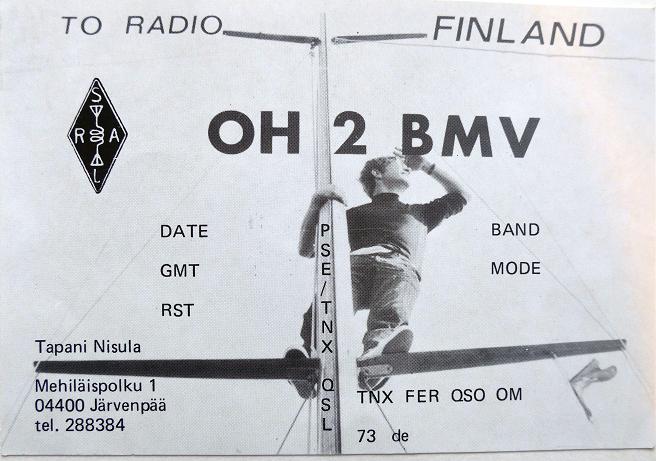 TO RADIO FINLAND
S
R A
L
OH 2 BMV
DATE
GMT
RST
BAND
MODE
PSE/TNX QSL
Tapani Nisula
Mehiläispolku 1
04400 Järvenpää
tel. 288384
TNX FER QSO OM
73 de